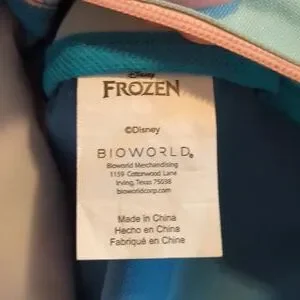 Disney
FROZEN
©Disney
BIOWORLD®
Bioworld Merchandising
1159 Cottonwood Lane
Irving, Texas 75038
bioworldcorp.com
Made in China
Hecho en China
Fabriqué en Chine